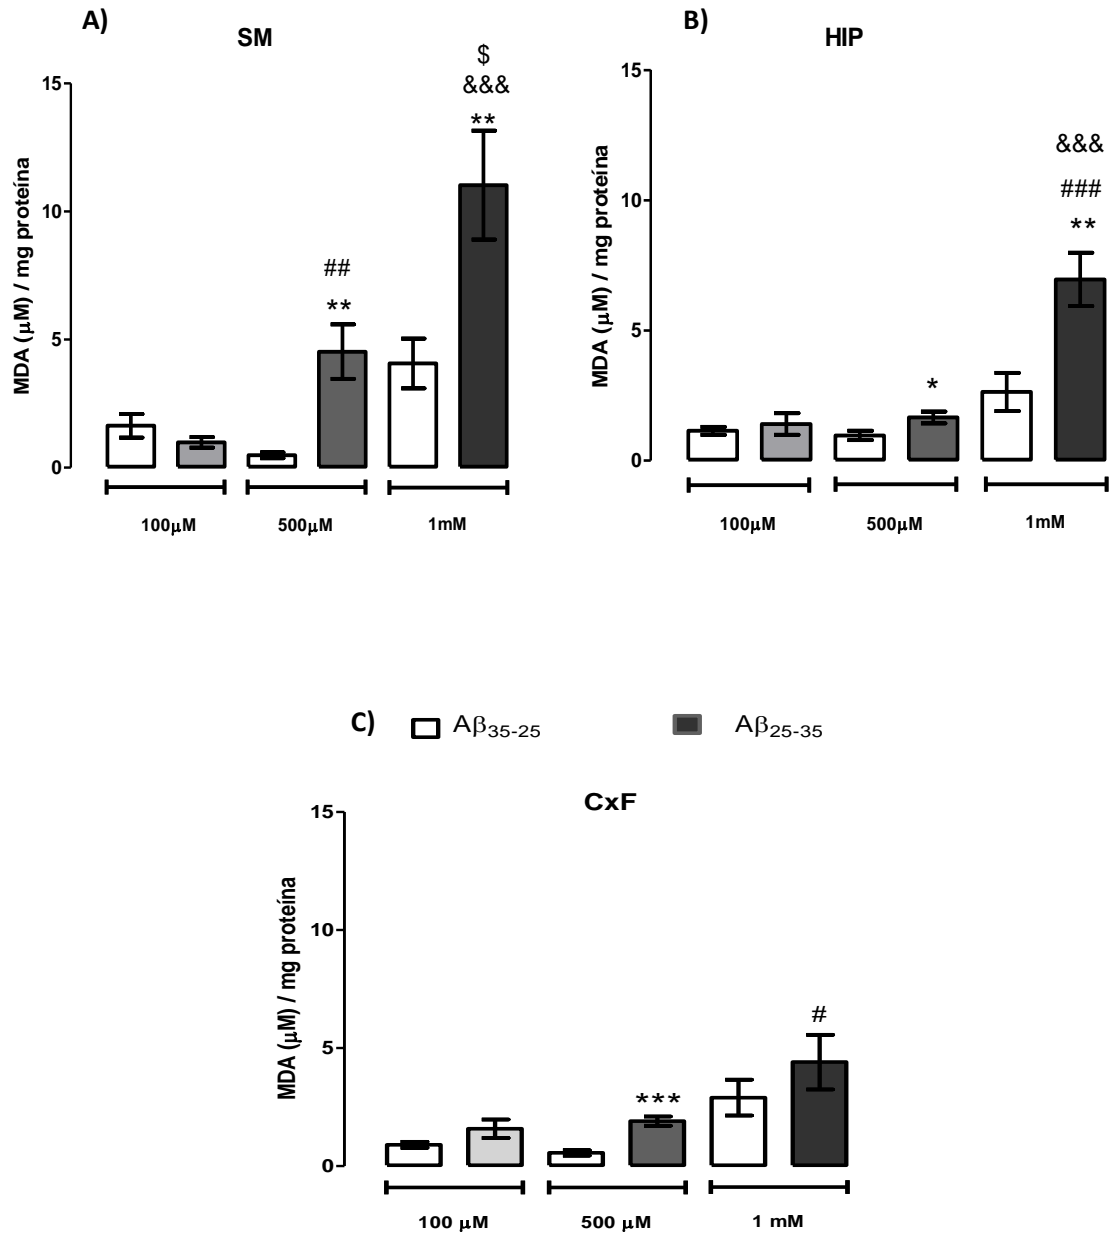 A)
SM
MDA (μM) / mg proteína
15
10
5
0
##
**
$
&&&
**
100μM 500μM 1mM
B)
HIP
MDA (μM) / mg proteína
15
10
5
0
*
&&&
###
**
100μM 500μM 1mM
C) Aβ35-25 Aβ25-35
CxF
MDA (μM) / mg proteína
15
10
5
0
***
#
100 μM 500 μM 1 mM